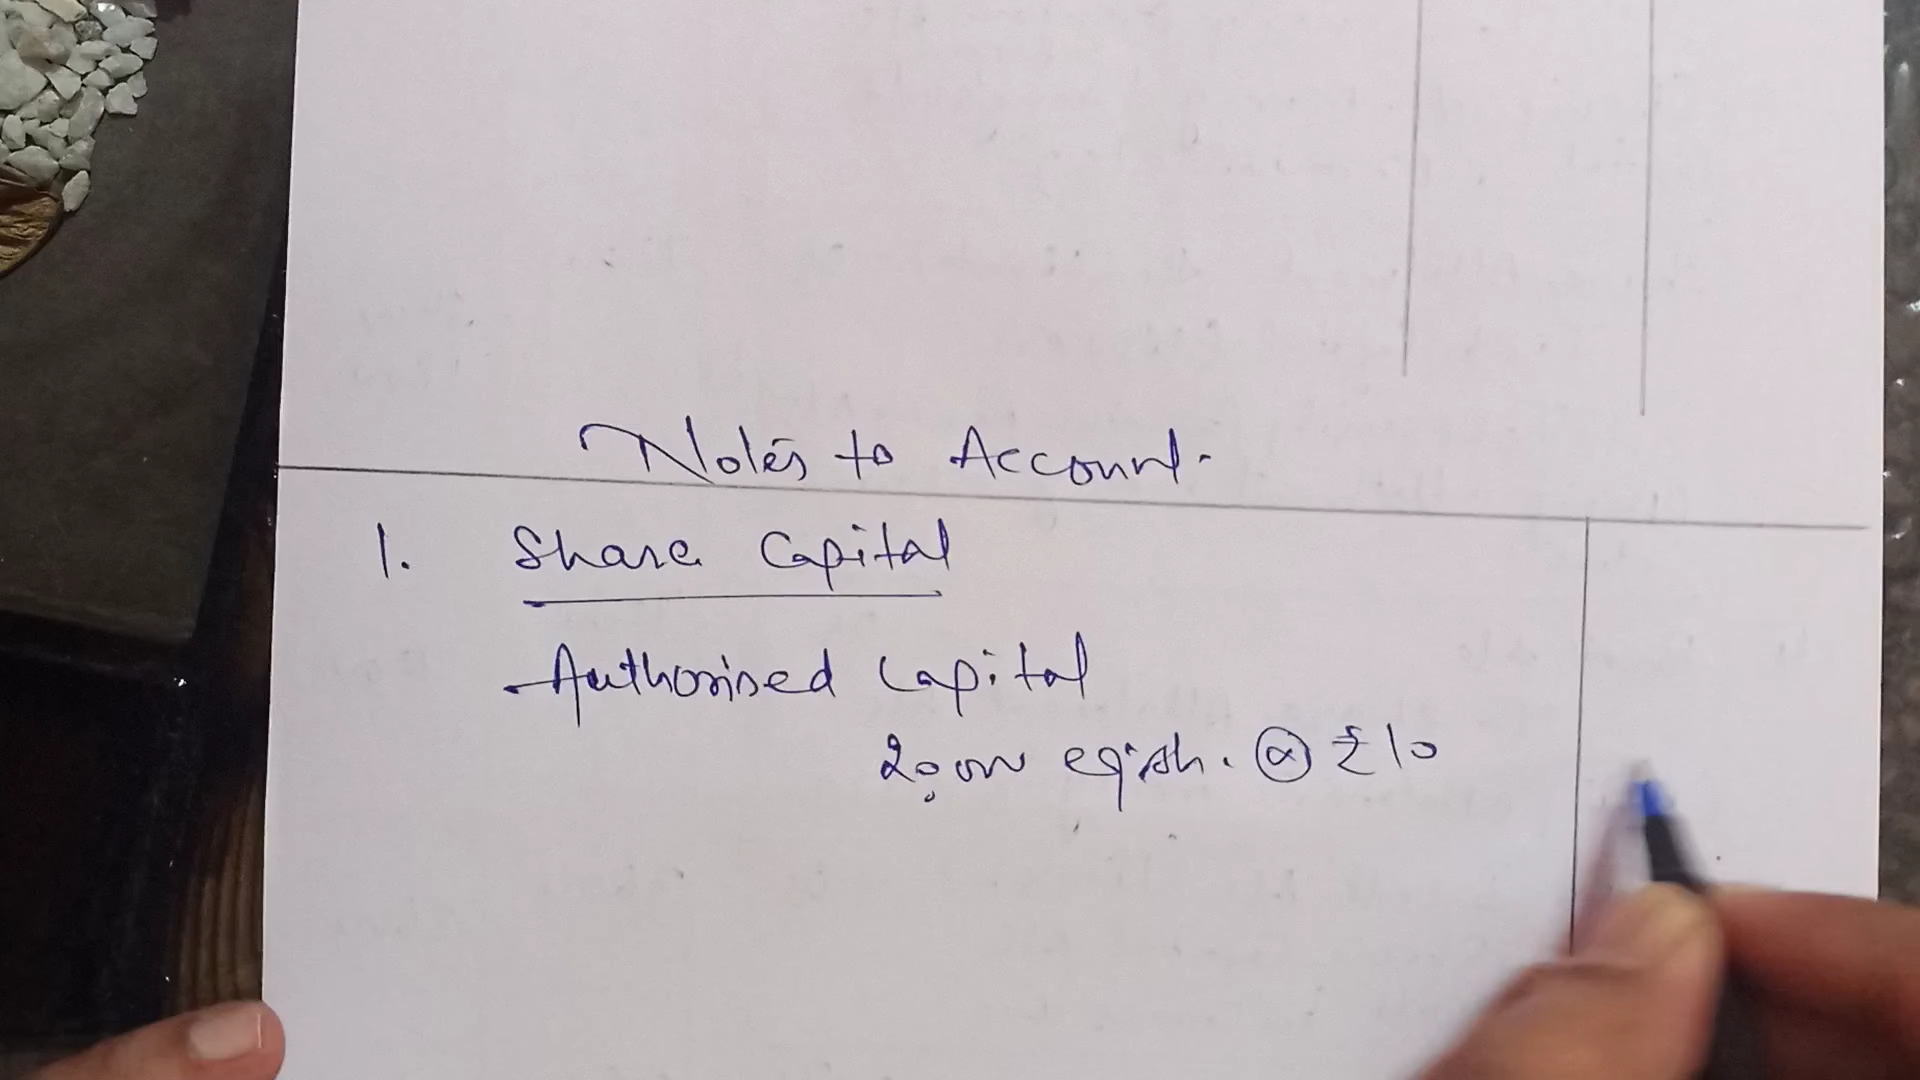 Notes to Account.
1. Share Capital
Authorised Capital
20,000 eq. sh. @ ₹10